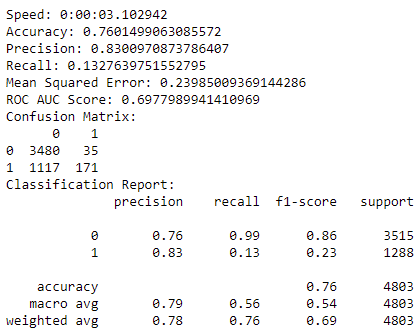 Speed: 0:00:03.102942
Accuracy: 0.7601499063085572
Precision: 0.8300970873786407
Recall: 0.1327639751552795
Mean Squared Error: 0.23985009369144286
ROC AUC Score: 0.6977989941410969
Confusion Matrix:
0 1
0 3480 35
1 1117 171
Classification Report:
precision recall f1-score support
0 0.76 0.99 0.86 3515
1 0.83 0.13 0.23 1288
accuracy 0.76 4803
macro avg 0.79 0.56 0.54 4803
weighted avg 0.78 0.76 0.69 4803